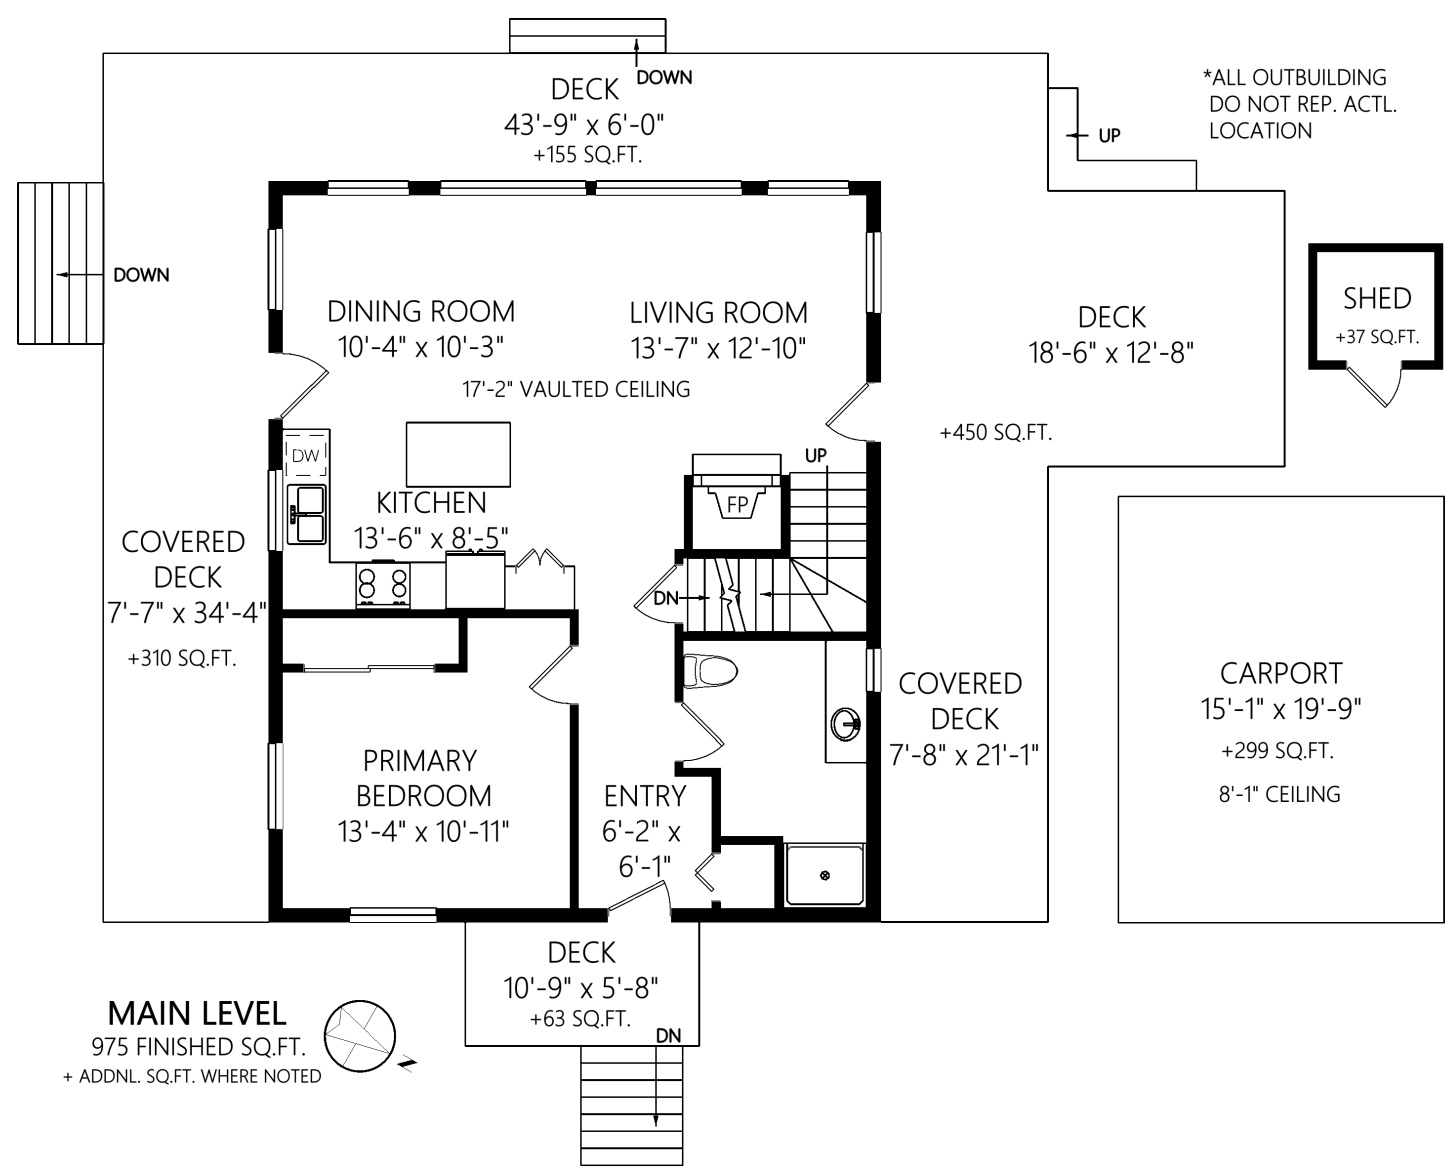 DOWN
DECK
43'-9" x 6'-0"
+155 SQ.FT.
*ALL OUTBUILDING
DO NOT REP. ACTL.
LOCATION
UP
DOWN
DINING ROOM
10'-4" x 10'-3"
LIVING ROOM
13'-7" x 12'-10"
17'-2" VAULTED CEILING
DECK
18'-6" x 12'-8"
+450 SQ.FT.
SHED
+37 SQ.FT.
DW
KITCHEN
13'-6" x 8'-5"
UP
FP
DN
COVERED
DECK
7'-7" x 34'-4"
+310 SQ.FT.
COVERED
DECK
7'-8" x 21'-1"
CARPORT
15'-1" x 19'-9"
+299 SQ.FT.
8'-1" CEILING
PRIMARY
BEDROOM
13'-4" x 10'-11"
ENTRY
6'-2" x
6'-1"
DECK
10'-9" x 5'-8"
+63 SQ.FT.
DN
MAIN LEVEL
975 FINISHED SQ.FT.
+ ADDNL. SQ.FT. WHERE NOTED
N